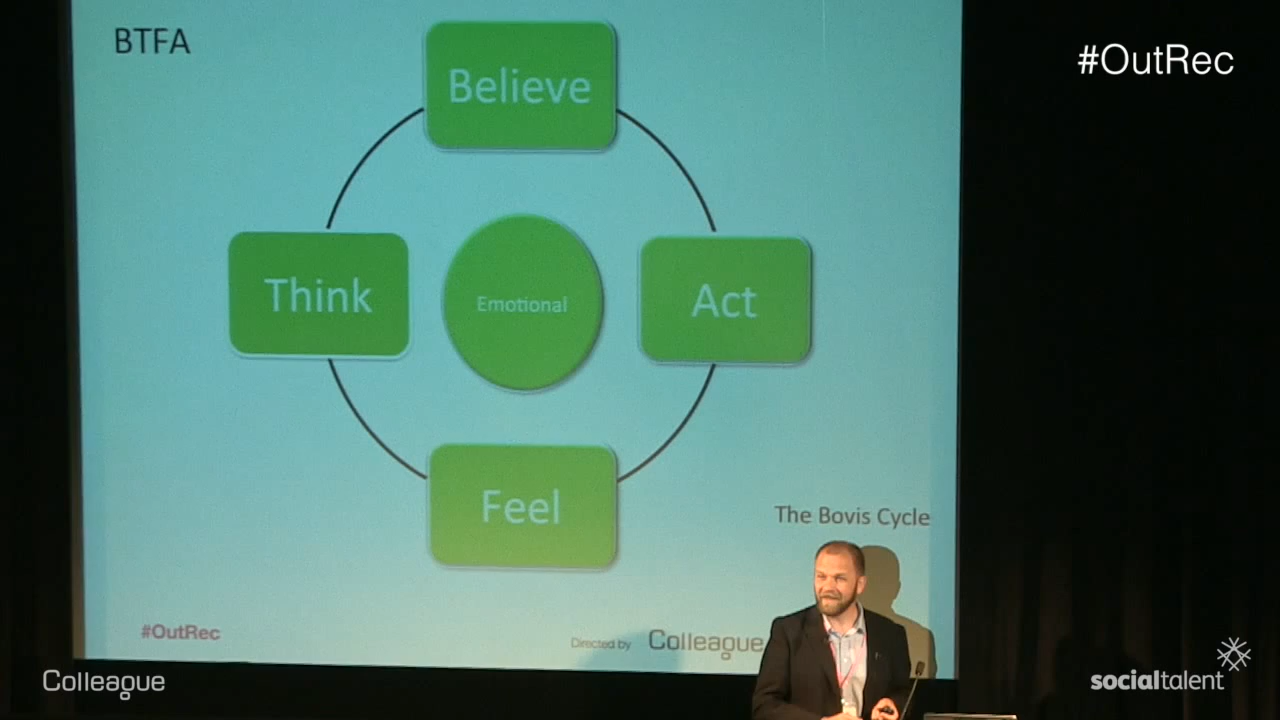 BTFA
#OutRec
Believe
Think
Emotional
Act
Feel
The Bovis Cycle
#OutRec
Directed by Colleague
Colleague
socialtalent